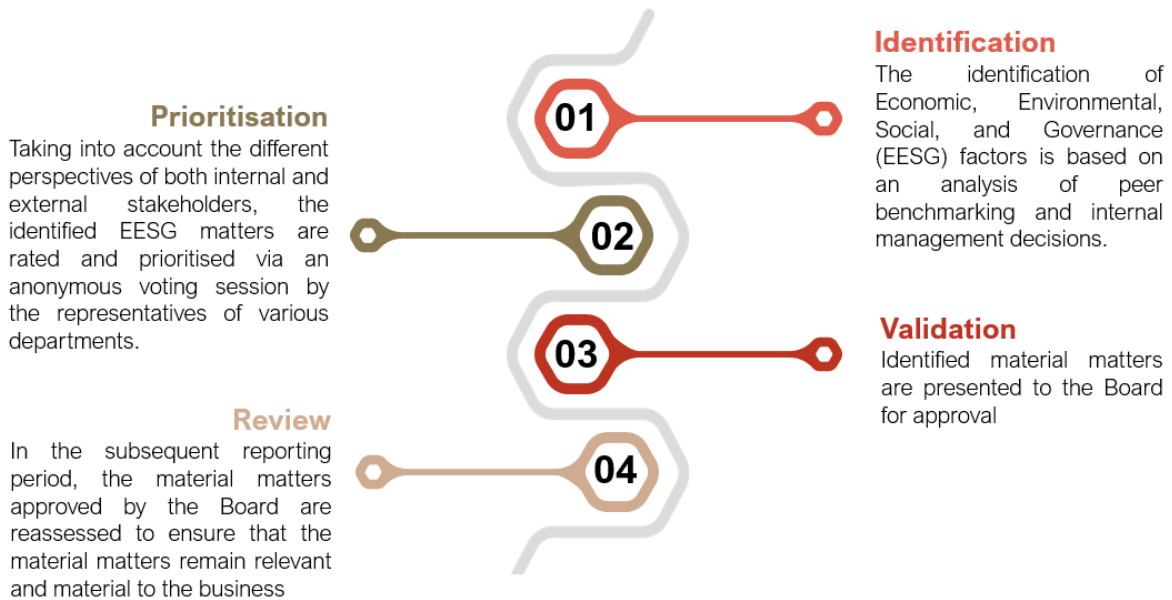 01
Identification
The identification of
Economic, Environmental,
Social, and Governance
(EESG) factors is based on
an analysis of peer
benchmarking and internal
management decisions.
02
Prioritisation
Taking into account the different
perspectives of both internal and
external stakeholders, the
identified EESG matters are
rated and prioritised via an
anonymous voting session by
the representatives of various
departments.
03
Validation
Identified material matters
are presented to the Board
for approval
04
Review
In the subsequent reporting
period, the material matters
approved by the Board are
reassessed to ensure that the
material matters remain relevant
and material to the business